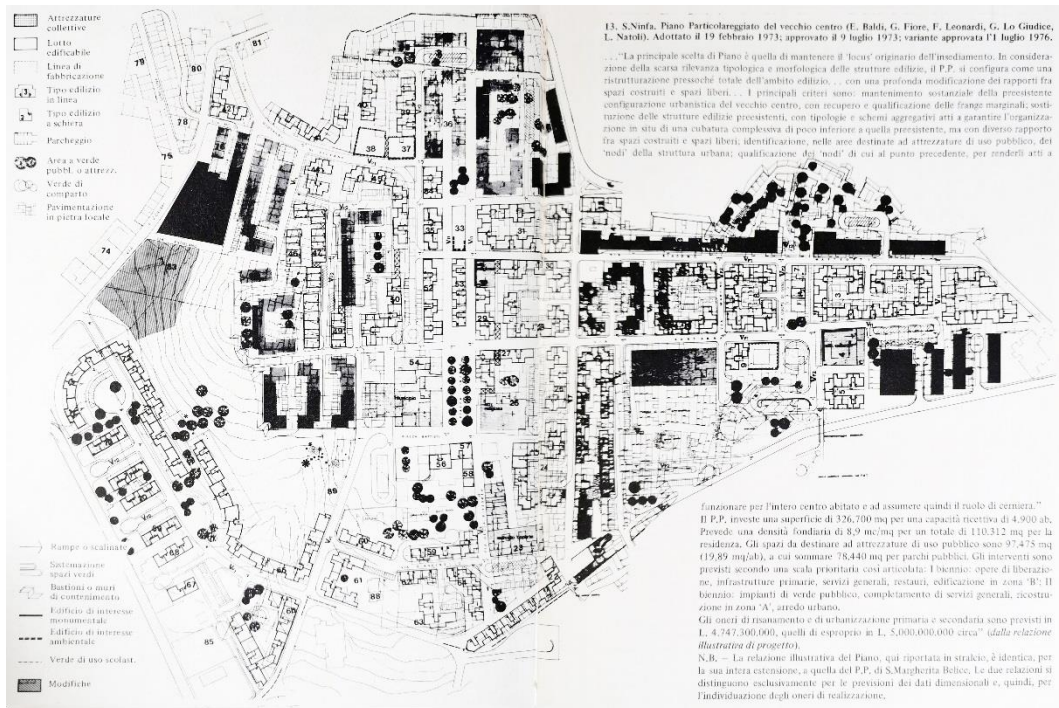 Attrezzature
collettive
Lotto
edificabile
Linea di
fabbricazione
Tipo edilizio
in linea
Tipo edilizio
a schiera
Parcheggio
Area a verde
pubbl. o attrezz.
Verde di
comparto
Pavimentazione
in pietra locale
13. S.Ninfa, Piano Particolareggiato del vecchio centro (E. Baldi, G. Fiore, F. Leonardi, G. Lo Giudice,
L. Natoli). Adottato il 19 febbraio 1973; approvato il 9 luglio 1973; variante approvata l'1 luglio 1976.
..."La principale scelta di Piano è quella di mantenere il 'locus' originario dell'insediamento. In considera-
zione della scarsa rilevanza tipologica e morfologica delle strutture edilizie, il P.P. si configura come una
ristrutturazione pressoché totale dell'ambito edilizio. . . con una profonda modificazione dei rapporti fra
spazi costruiti e spazi liberi. . . I principali criteri sono: mantenimento sostanziale della preesistente
configurazione urbanistica del vecchio centro, con recupero e qualificazione delle frange marginali; sosti-
tuzione delle strutture edilizie preesistenti, con tipologie e schemi aggregativi atti a garantire l'organizza-
zione in situ di una cubatura complessiva di poco inferiore a quella preesistente, ma con diverso rapporto
fra spazi costruiti e spazi liberi; identificazione, nelle aree destinate ad attrezzature di uso pubblico, dei
'nodi' della struttura urbana; qualificazione dei 'nodi' di cui al punto precedente, per renderli atti a
81
79
80
78
75
74
83
38
37
36
33
31
54
Municipio
56
58
89
88
85
Rampe o scalinate
Sistemazione
spazi verdi
Bastioni o muri
di contenimento
Edificio di interesse
monumentale
Edificio di interesse
ambientale
Verde di uso scolast.
Modifiche
funzionare per l'intero centro abitato e ad assumere quindi il ruolo di cerniera."
Il P.P. investe una superficie di 326.700 mq per una capacità ricettiva di 4.900 ab.
Prevede una densità fondiaria di 8,9 mc/mq per un totale di 110.312 mq per la
residenza. Gli spazi da destinare ad attrezzature di uso pubblico sono 97.475 mq
(19,89 mq/ab), a cui sommare 78.440 mq per parchi pubblici. Gli interventi sono
previsti secondo una scala prioritaria così articolata: I biennio: opere di liberazio-
ne, infrastrutture primarie, servizi generali, restauri, edificazione in zona 'B'; II
biennio: impianti di verde pubblico, completamento di servizi generali, ricostru-
zione in zona 'A', arredo urbano.
Gli oneri di risanamento e di urbanizzazione primaria e secondaria sono previsti in
L. 4.747.300.000, quelli di esproprio in L. 5.000.000.000 circa" (dalla relazione
illustrativa di progetto).
N.B. – La relazione illustrativa del Piano, qui riportata in stralcio, è identica, per
la sua intera estensione, a quella del P.P. di S.Margherita Belice. Le due relazioni si
distinguono esclusivamente per le previsioni dei dati dimensionali e, quindi, per
l'individuazione degli oneri di realizzazione.